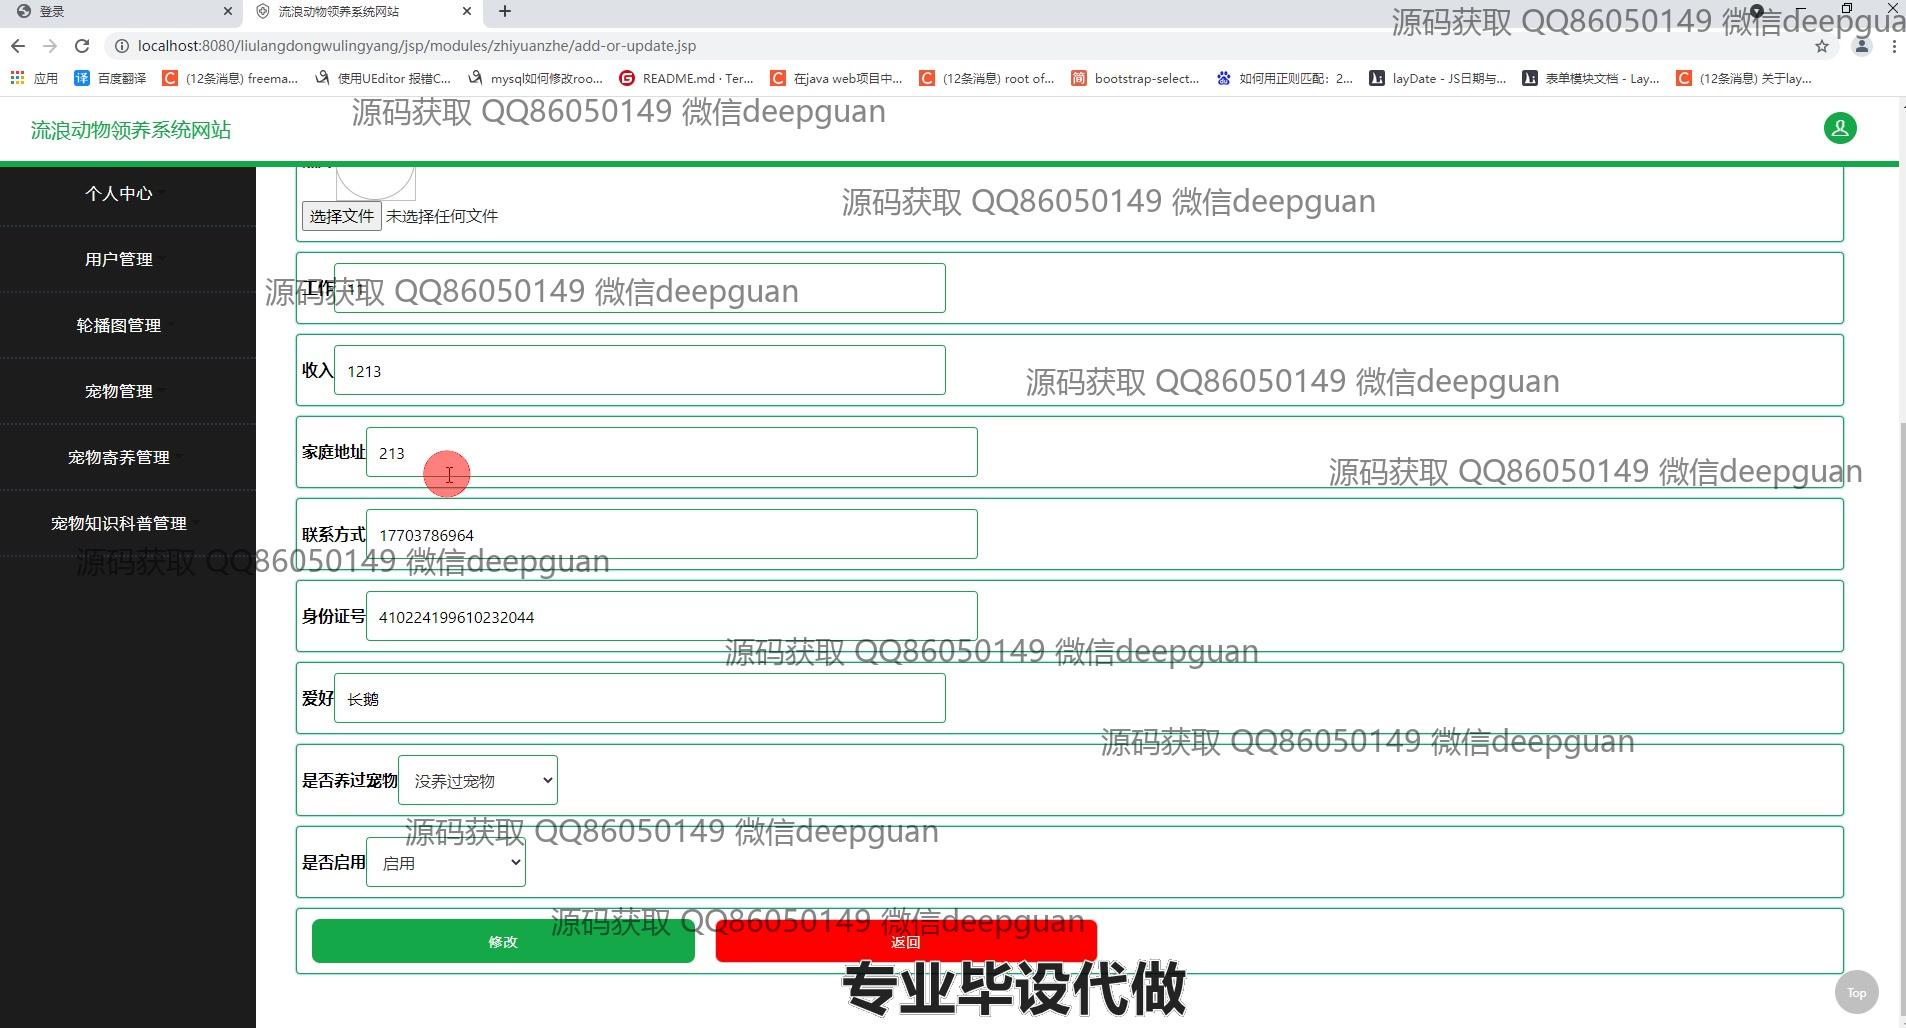 登录
流浪动物领养系统网站
源码获取 QQ86050149 微信deepgua
localhost:8080/liulangdongwulingyang/jsp/modules/zhiyuanzhe/add-or-update.jsp
应用 百度翻译 (12条消息) freema... 使用UEditor 报错C... mysql如何修改roo... README.md · Ter... 在java web项目中... (12条消息) root of... bootstrap-select... 如何用正则匹配：2... layDate - JS日期与... 表单模块文档 - Lay... (12条消息) 关于lay...
源码获取 QQ86050149 微信deepguan
流浪动物领养系统网站
个人中心
源码获取 QQ86050149 微信deepguan
选择文件 未选择任何文件
用户管理
工作
源码获取 QQ86050149 微信deepguan
轮播图管理
收入 1213
源码获取 QQ86050149 微信deepguan
宠物管理
家庭地址 213
宠物寄养管理
源码获取 QQ86050149 微信deepguan
宠物知识科普管理
联系方式 17703786964
源码获取 QQ86050149 微信deepguan
身份证号 410224199610232044
源码获取 QQ86050149 微信deepguan
爱好 长鹅
源码获取 QQ86050149 微信deepguan
是否养过宠物 没养过宠物
源码获取 QQ86050149 微信deepguan
是否启用 启用
源码获取 QQ86050149 微信deepguan
修改 返回
专业毕设代做
Top